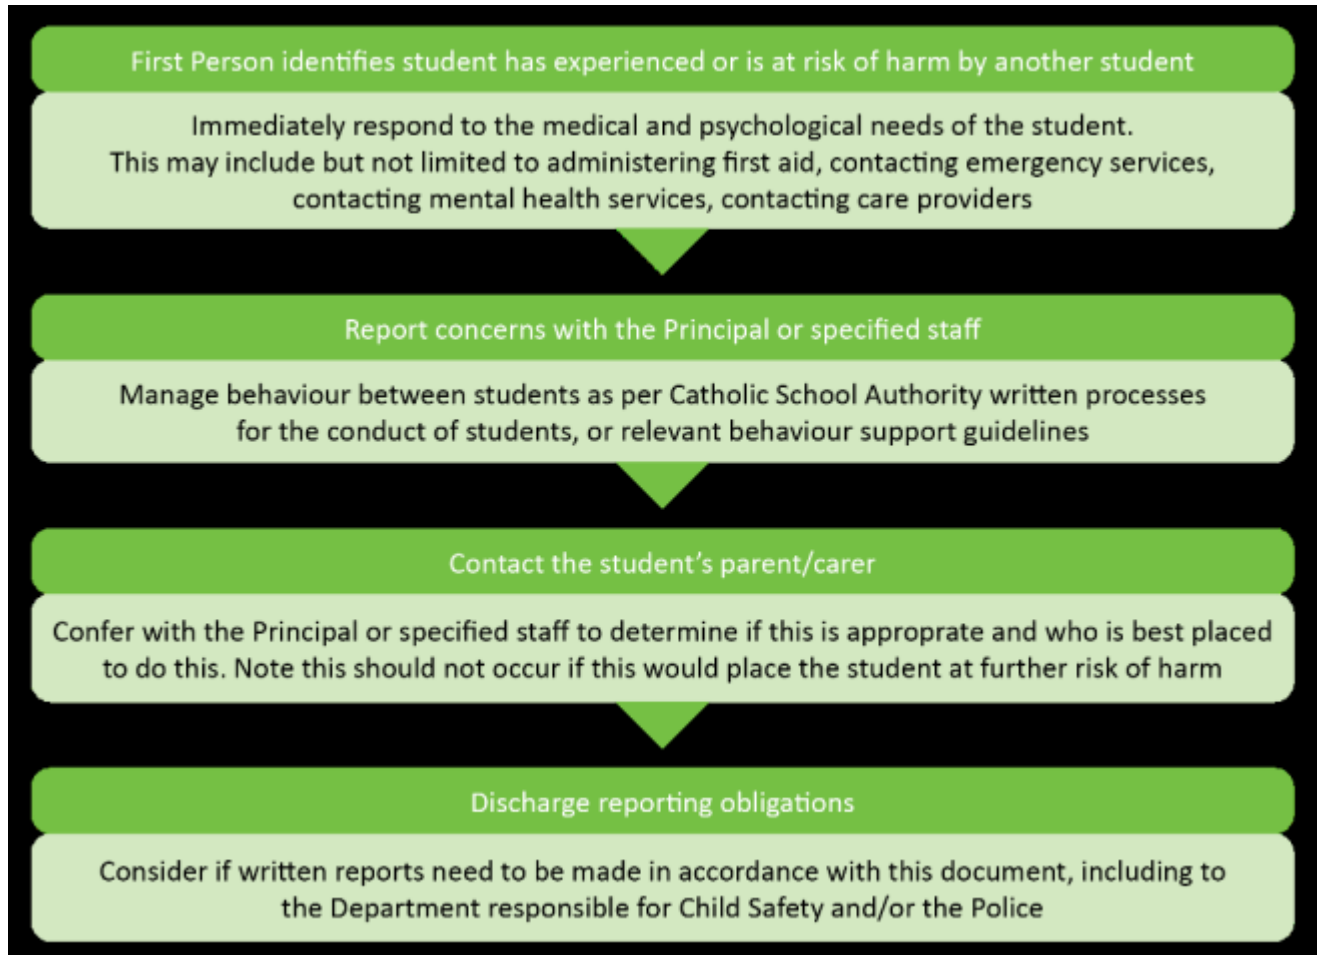 First Person identifies student has experienced or is at risk of harm by another student
Immediately respond to the medical and psychological needs of the student.
This may include but not limited to administering first aid, contacting emergency services,
contacting mental health services, contacting care providers
Report concerns with the Principal or specified staff
Manage behaviour between students as per Catholic School Authority written processes
for the conduct of students, or relevant behaviour support guidelines
Contact the student’s parent/carer
Confer with the Principal or specified staff to determine if this is approprate and who is best placed
to do this. Note this should not occur if this would place the student at further risk of harm
Discharge reporting obligations
Consider if written reports need to be made in accordance with this document, including to
the Department responsible for Child Safety and/or the Police